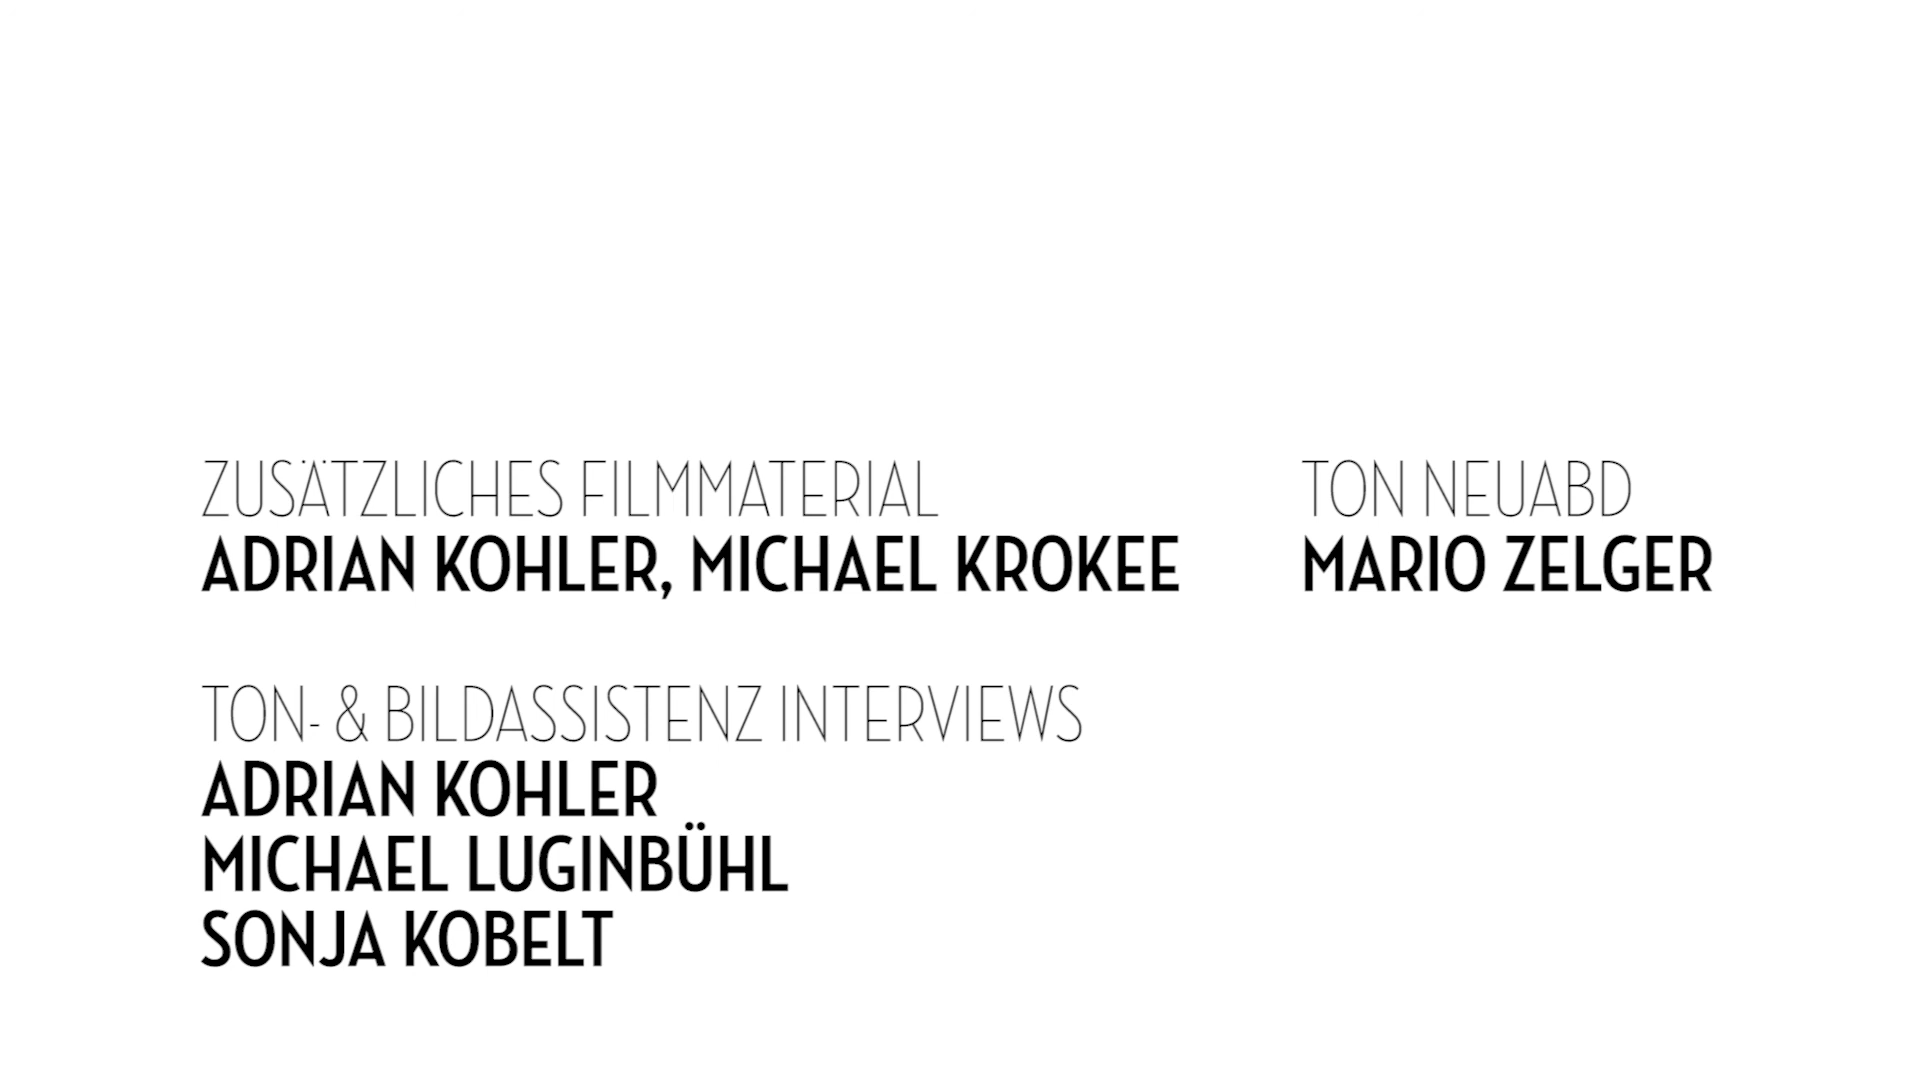 ZUSÄTZLICHES FILMMATERIAL
ADRIAN KOHLER, MICHAEL KROKEE
TON NEUABD
MARIO ZELGER
TON- & BILDASSISTENZ INTERVIEWS
ADRIAN KOHLER
MICHAEL LUGINBÜHL
SONJA KOBELT